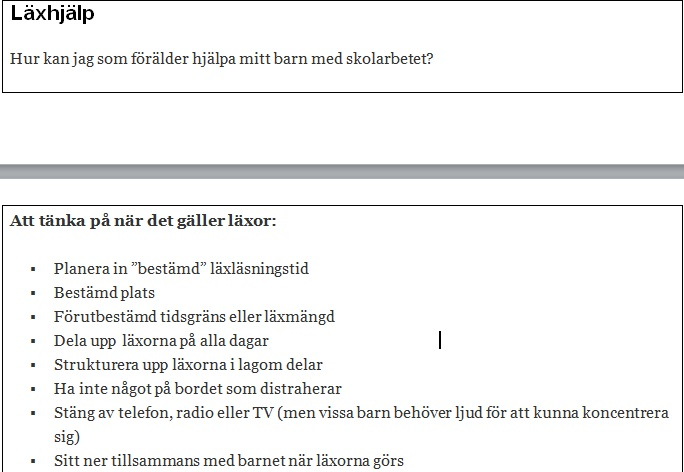 Läxhjälp
Hur kan jag som förälder hjälpa mitt barn med skolarbetet?
Att tänka på när det gäller läxor:
▪ Planera in ”bestämd” läxläsningstid
▪ Bestämd plats
▪ Förutbestämd tidsgräns eller läxmängd
▪ Dela upp läxorna på alla dagar
▪ Strukturera upp läxorna i lagom delar
▪ Ha inte något på bordet som distraherar
▪ Stäng av telefon, radio eller TV (men vissa barn behöver ljud för att kunna koncentrera
sig)
▪ Sitt ner tillsammans med barnet när läxorna görs